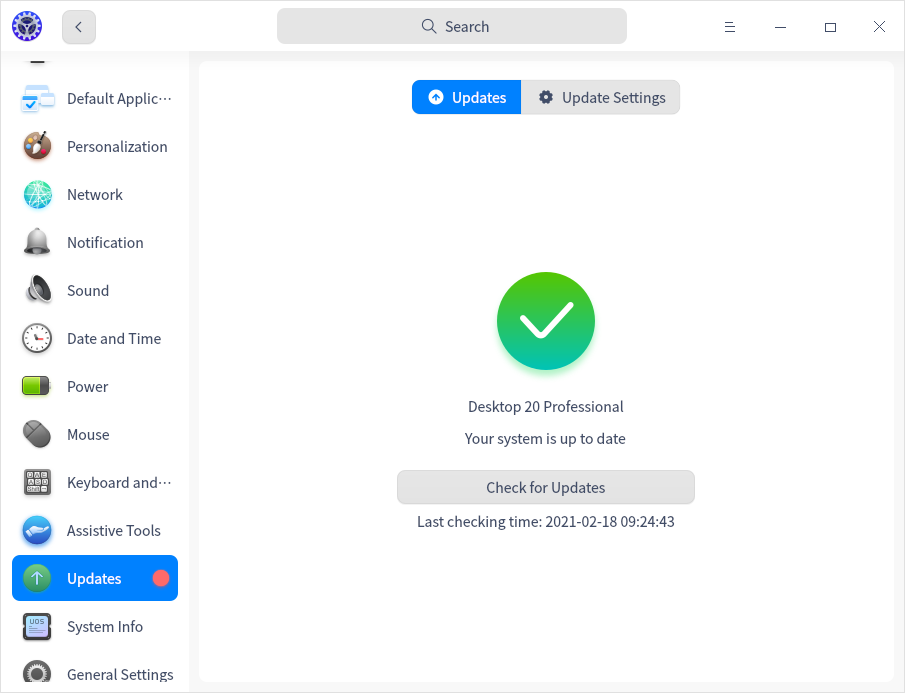 Search
Default Applic···
Personalization
Network
Notification
Sound
Date and Time
Power
Mouse
Keyboard and···
Assistive Tools
Updates
UOS
System Info
General Settings
Updates
Update Settings
Desktop 20 Professional
Your system is up to date
Check for Updates
Last checking time: 2021-02-18 09:24:43